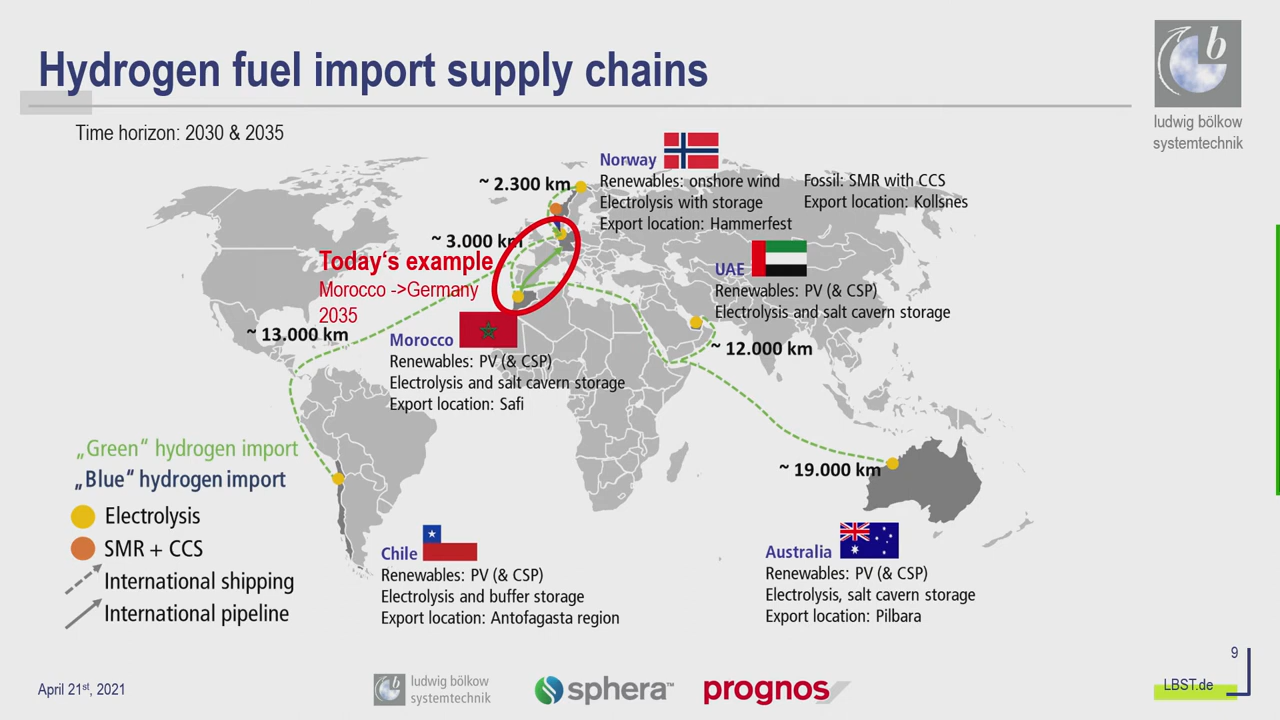 Hydrogen fuel import supply chains
b
ludwig bölkow
systemtechnik
Time horizon: 2030 & 2035
Norway
~ 2.300 km
Renewables: onshore wind
Electrolysis with storage
Export location: Hammerfest
Fossil: SMR with CCS
Export location: Kollsnes
~ 3.000 km
Today‘s example
Morocco ->Germany
2035
UAE
Renewables: PV (& CSP)
Electrolysis and salt cavern storage
~ 13.000 km
~ 12.000 km
Morocco
Renewables: PV (& CSP)
Electrolysis and salt cavern storage
Export location: Safi
~ 19.000 km
„Green“ hydrogen import
„Blue“ hydrogen import
Electrolysis
SMR + CCS
International shipping
International pipeline
Chile
Renewables: PV (& CSP)
Electrolysis and buffer storage
Export location: Antofagasta region
Australia
Renewables: PV (& CSP)
Electrolysis, salt cavern storage
Export location: Pilbara
9
April 21st, 2021
b
ludwig bölkow
systemtechnik
sphera™
prognos
LBST.de